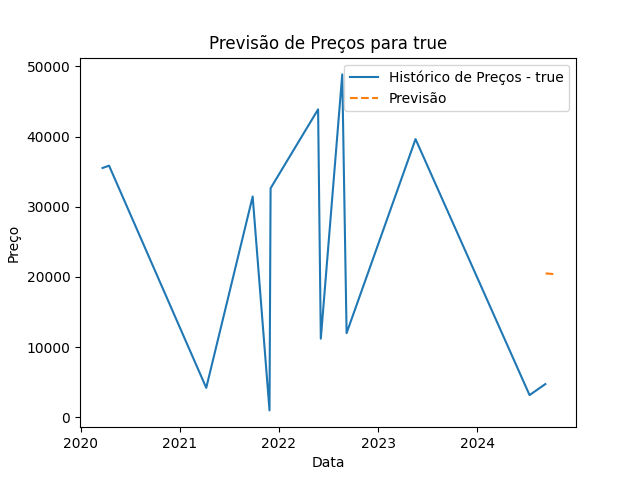 Previsão de Preços para true
Histórico de Preços - true
Previsão
Preço
50000
40000
30000
20000
10000
0
2020 2021 2022 2023 2024
Data